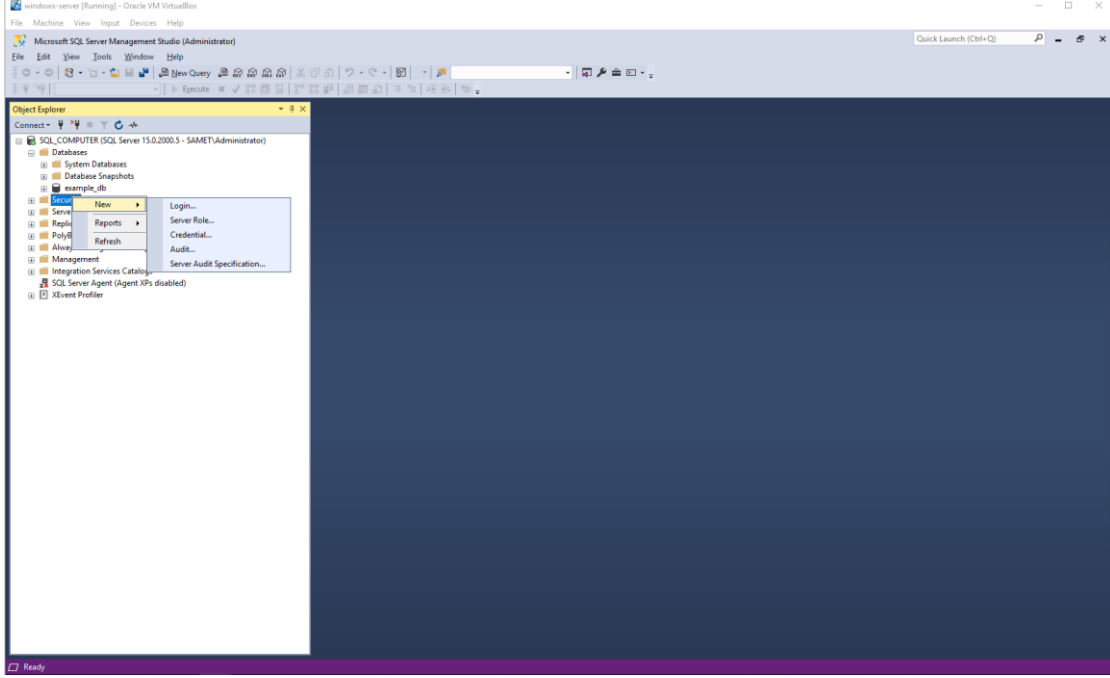 windows-server [Running] - Oracle VM VirtualBox
File Machine View Input Devices Help
Microsoft SQL Server Management Studio (Administrator)
Quick Launch (Ctrl+Q)
File Edit View Tools Window Help
New Query
Execute
Object Explorer
Connect
SQL_COMPUTER (SQL Server 15.0.2000.5 - SAMET\Administrator)
Databases
System Databases
Database Snapshots
example_db
New
Login...
Server Role...
Reports
Credential...
Refresh
Audit...
Management
Server Audit Specification...
Integration Services
SQL Server Agent (Agent XPs disabled)
XEvent Profiler
Ready